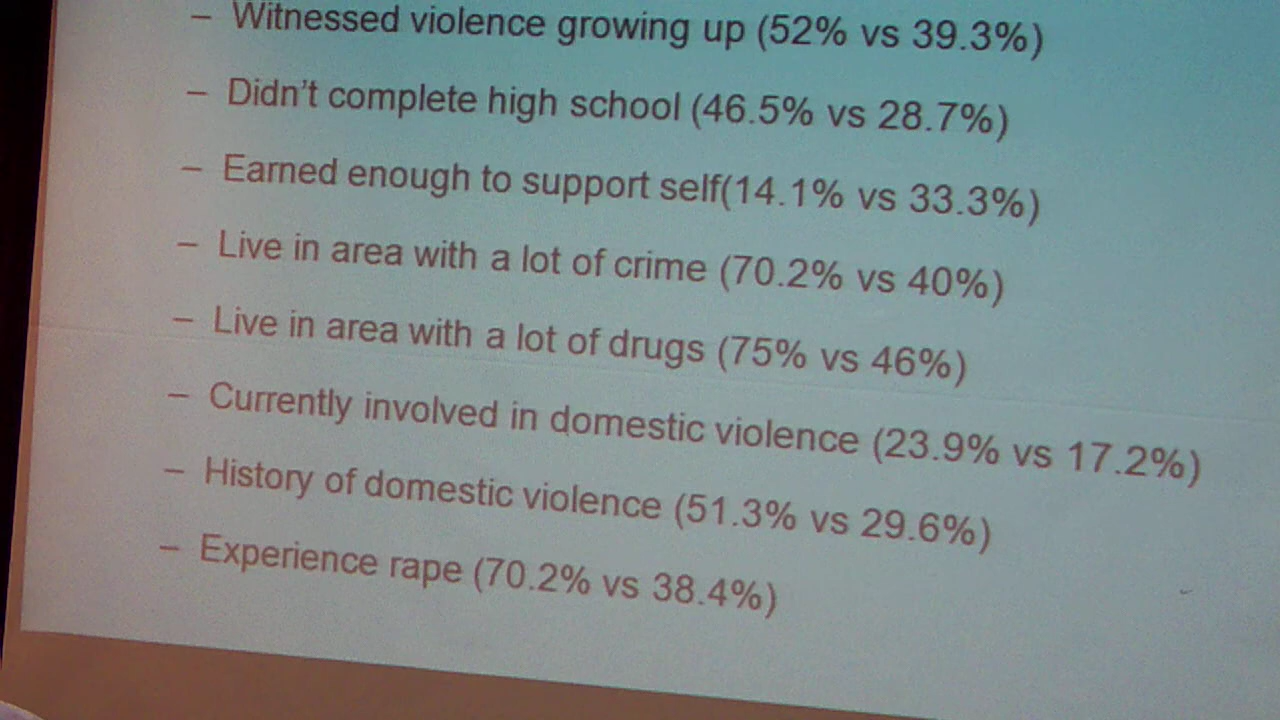 – Witnessed violence growing up (52% vs 39.3%)
– Didn't complete high school (46.5% vs 28.7%)
– Earned enough to support self(14.1% vs 33.3%)
– Live in area with a lot of crime (70.2% vs 40%)
– Live in area with a lot of drugs (75% vs 46%)
– Currently involved in domestic violence (23.9% vs 17.2%)
– History of domestic violence (51.3% vs 29.6%)
– Experience rape (70.2% vs 38.4%)